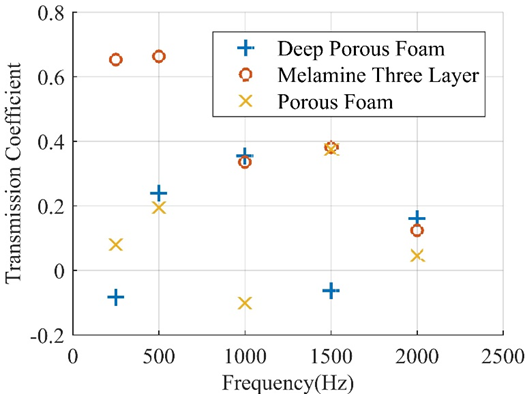 0.8
0.6
0.4
0.2
0
-0.2
Transmission Coefficient
Deep Porous Foam
Melamine Three Layer
Porous Foam
0 500 1000 1500 2000 2500
Frequency(Hz)